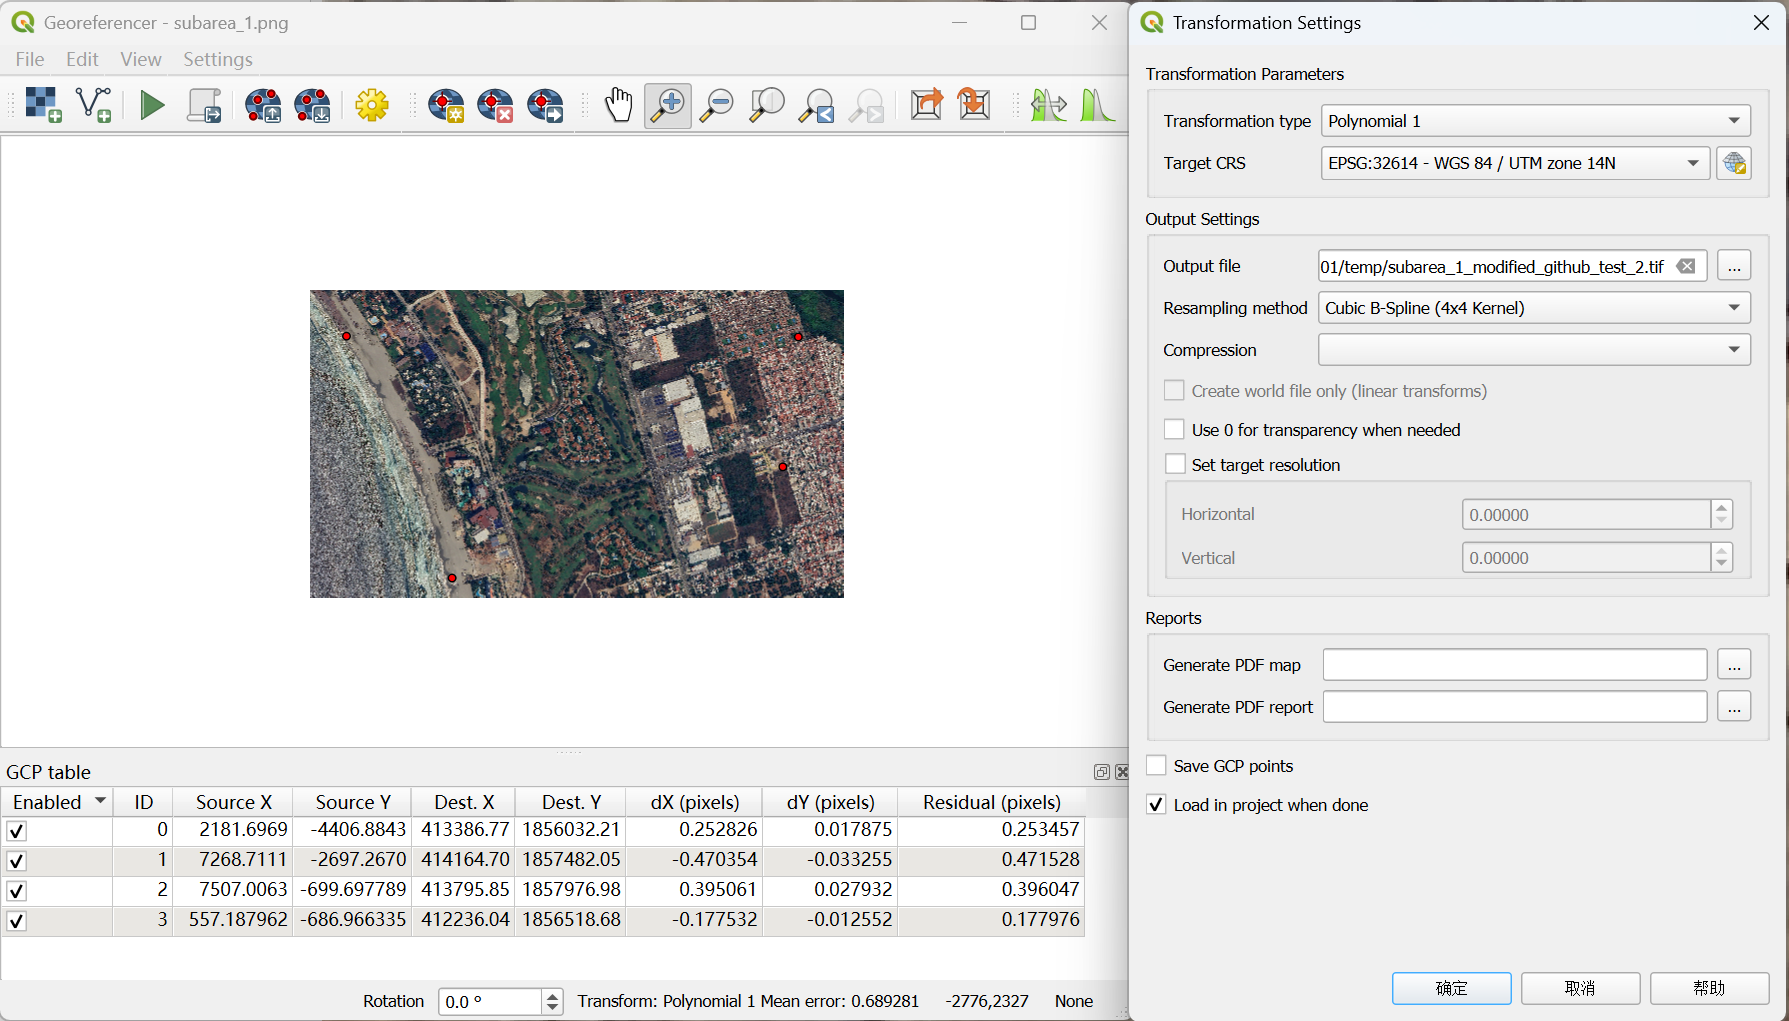 Georeferencer - subarea_1.png
File Edit View Settings
GCP table
Enabled ID Source X Source Y Dest. X Dest. Y dX (pixels) dY (pixels) Residual (pixels)
0 2181.6969 -4406.8843 413386.77 1856032.21 0.252826 0.017875 0.253457
1 7268.7111 -2697.2670 414164.70 1857482.05 -0.470354 -0.033255 0.471528
2 7507.0063 -699.697789 413795.85 1857976.98 0.395061 0.027932 0.396047
3 557.187962 -686.966335 412236.04 1856518.68 -0.177532 -0.012552 0.177976
Rotation 0.0 ° Transform: Polynomial 1 Mean error: 0.689281 -2776,2327 None
Transformation Settings
Transformation Parameters
Transformation type Polynomial 1
Target CRS EPSG:32614 - WGS 84 / UTM zone 14N
Output Settings
Output file 01/temp/subarea_1_modified_github_test_2.tif ...
Resampling method Cubic B-Spline (4x4 Kernel)
Compression
Create world file only (linear transforms)
Use 0 for transparency when needed
Set target resolution
Horizontal 0.00000
Vertical 0.00000
Reports
Generate PDF map ...
Generate PDF report ...
Save GCP points
Load in project when done
确定 取消 帮助